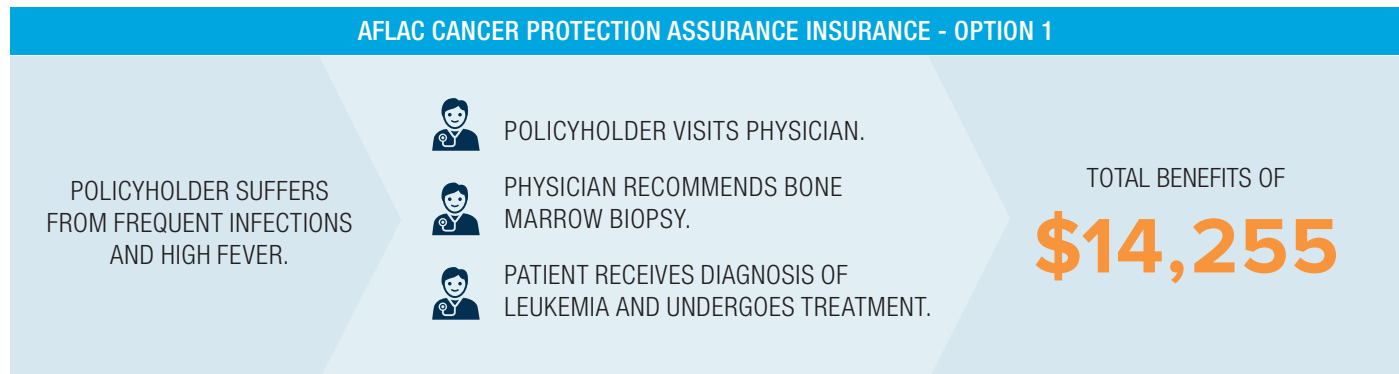 AFLAC CANCER PROTECTION ASSURANCE INSURANCE - OPTION 1
POLICYHOLDER SUFFERS
FROM FREQUENT INFECTIONS
AND HIGH FEVER.
POLICYHOLDER VISITS PHYSICIAN.
PHYSICIAN RECOMMENDS BONE
MARROW BIOPSY.
PATIENT RECEIVES DIAGNOSIS OF
LEUKEMIA AND UNDERGOES TREATMENT.
TOTAL BENEFITS OF
$14,255